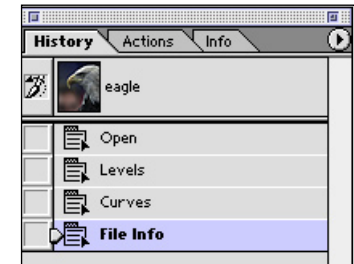 History Actions Info
eagle
Open
Levels
Curves
File Info